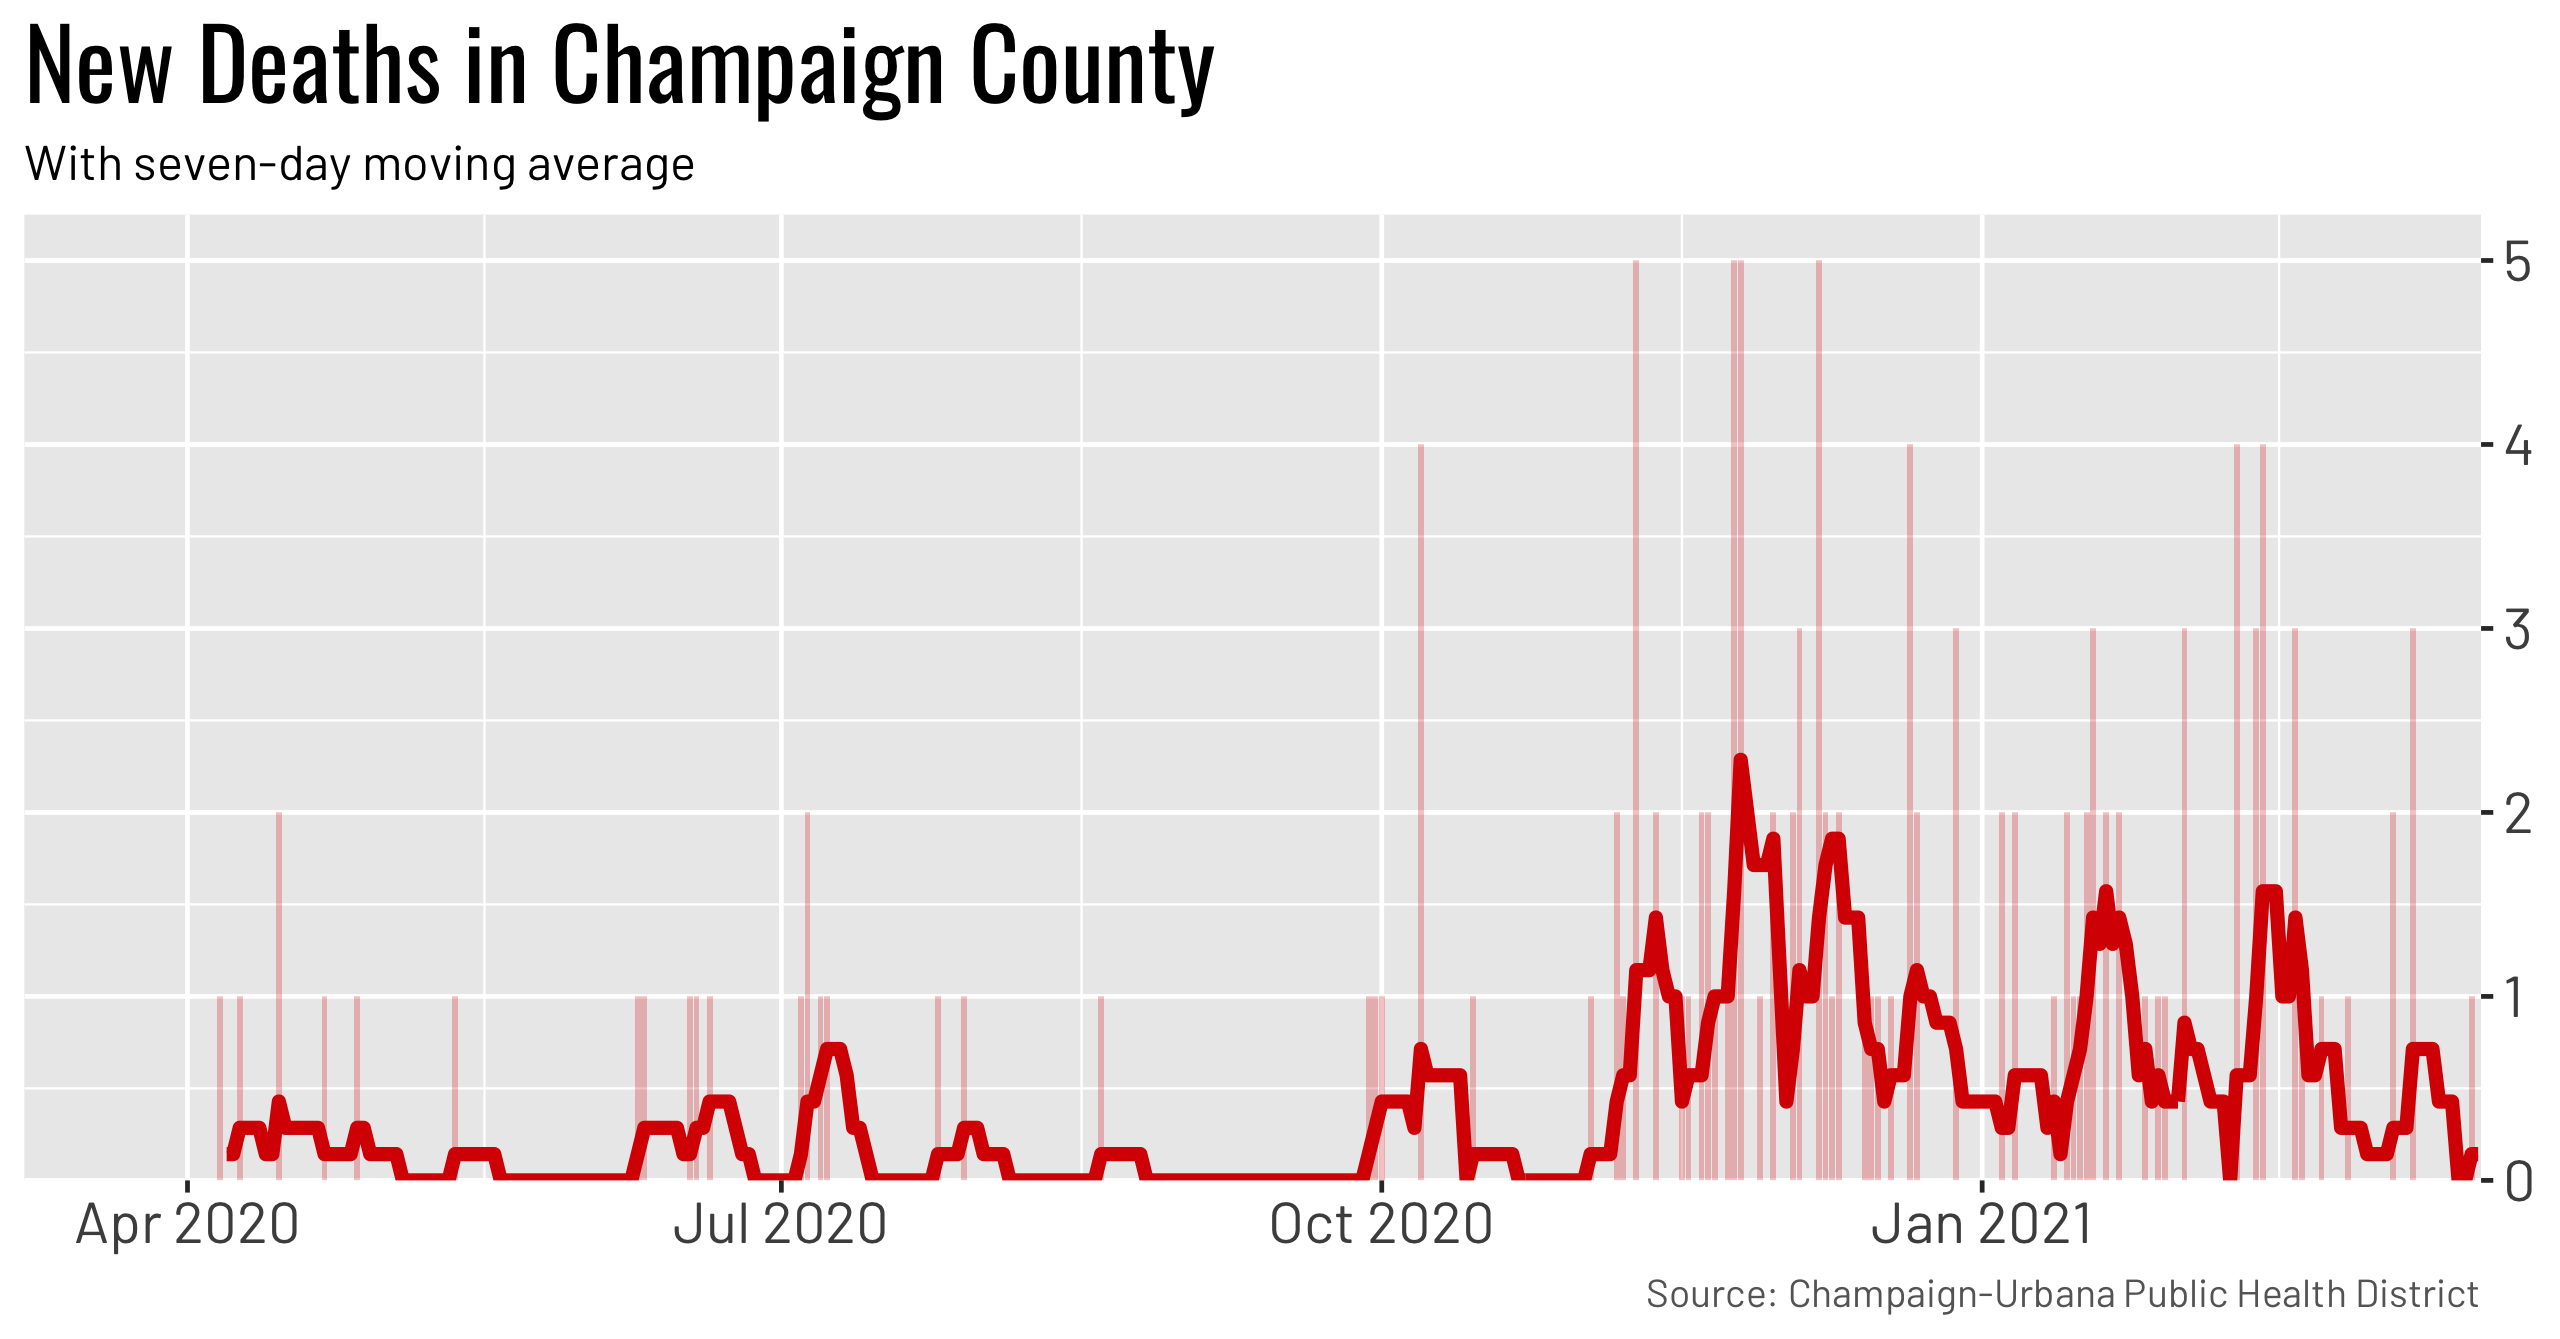 New Deaths in Champaign County
With seven-day moving average
5
4
3
2
1
0
Apr 2020 Jul 2020 Oct 2020 Jan 2021
Source: Champaign-Urbana Public Health District